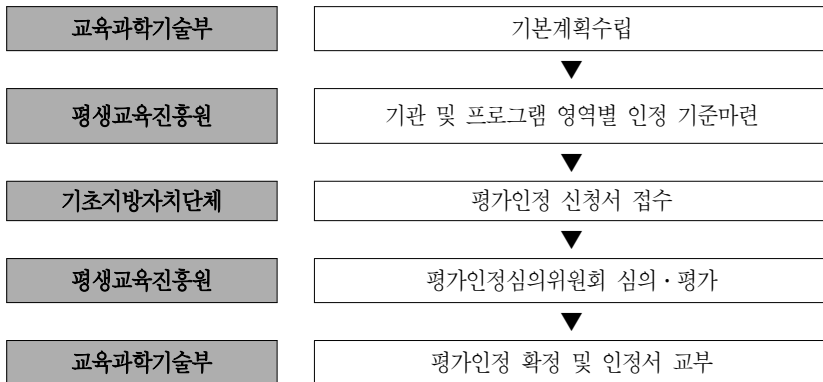 교육과학기술부 기본계획수립
▼
평생교육진흥원 기관 및 프로그램 영역별 인정 기준마련
▼
기초지방자치단체 평가인정 신청서 접수
▼
평생교육진흥원 평가인정심의위원회 심의·평가
▼
교육과학기술부 평가인정 확정 및 인정서 교부